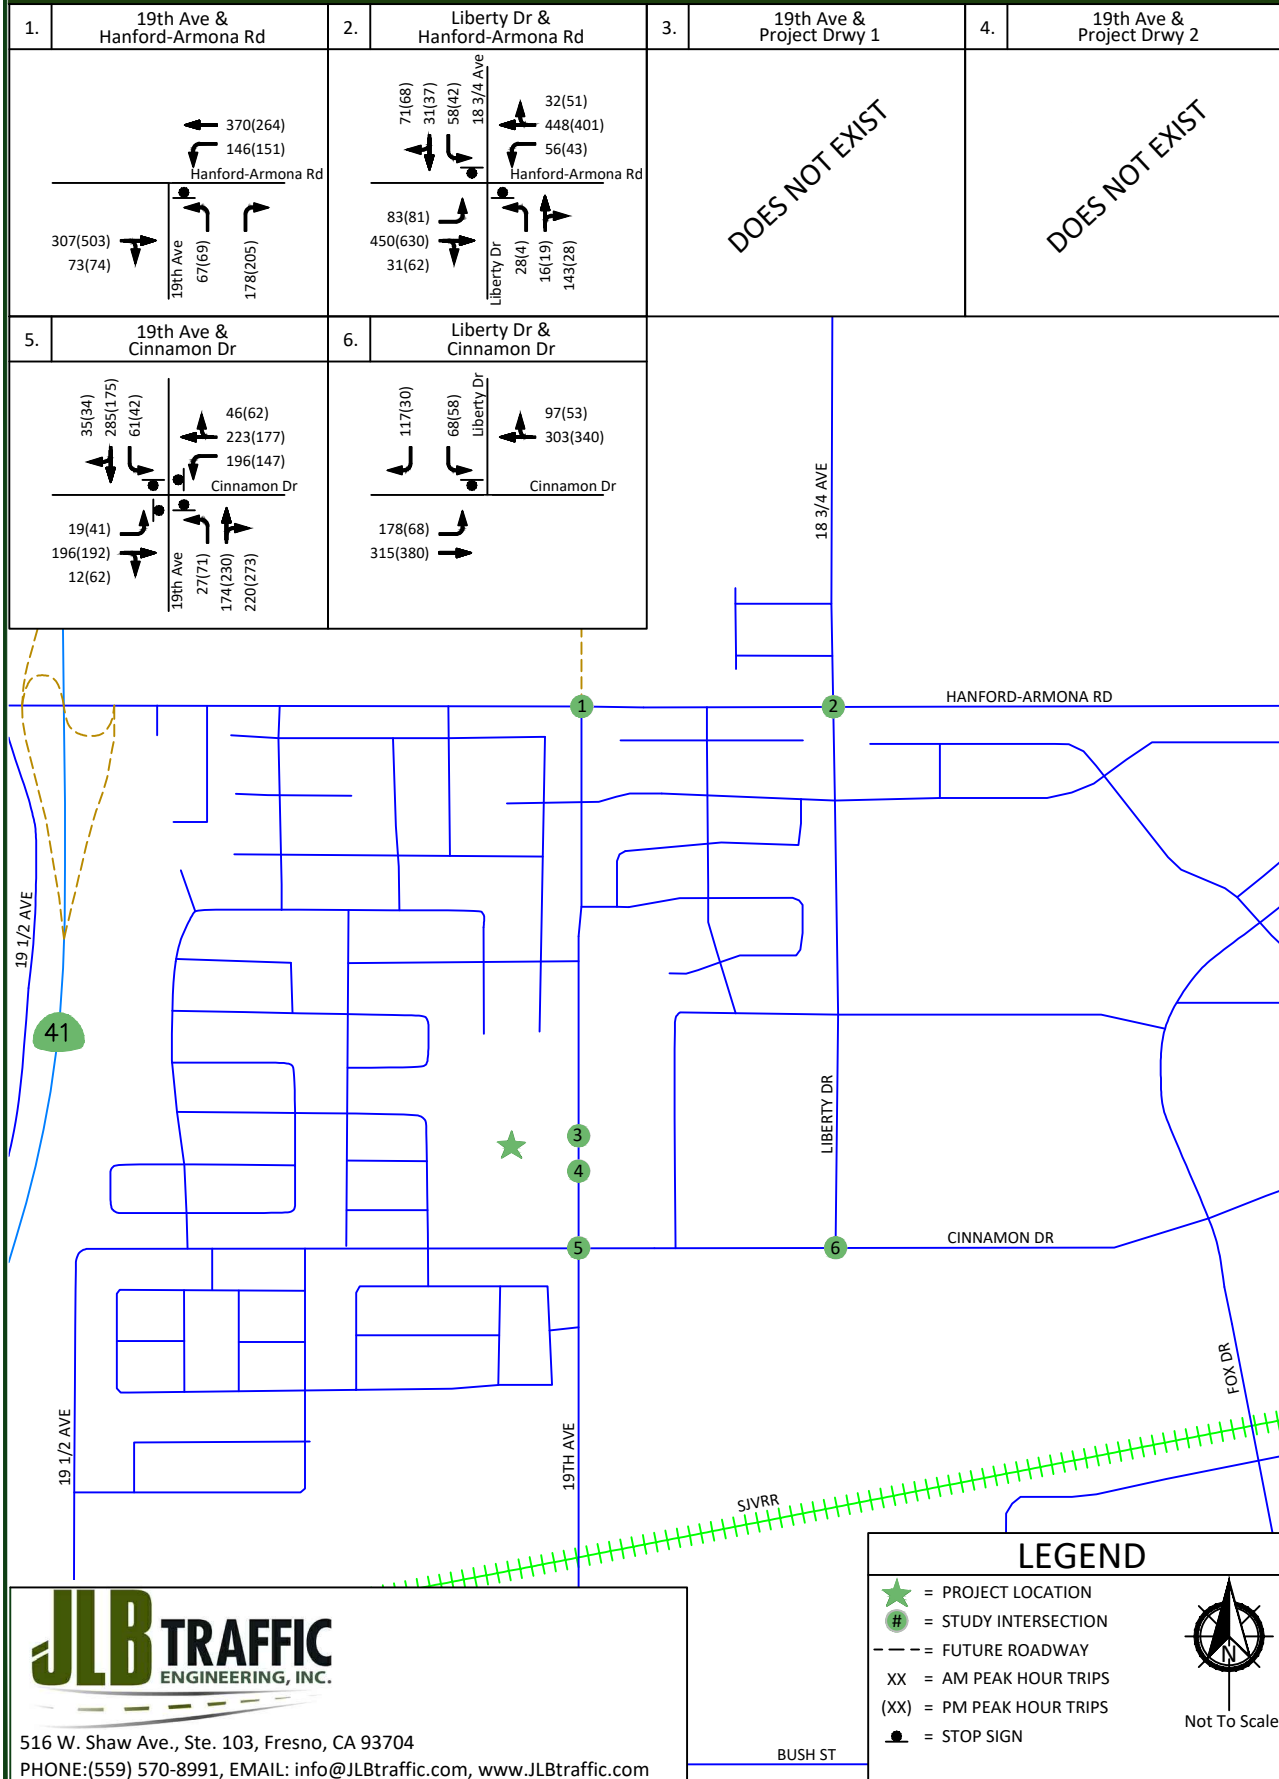 1.
19th Ave &
Hanford-Armona Rd
2.
Liberty Dr &
Hanford-Armona Rd
3.
19th Ave &
Project Drwy 1
4.
19th Ave &
Project Drwy 2
370(264)
146(151)
Hanford-Armona Rd
307(503)
73(74)
19th Ave
67(69)
178(205)
71(68)
31(37)
58(42)
18 3/4 Ave
32(51)
448(401)
56(43)
Hanford-Armona Rd
83(81)
450(630)
31(62)
Liberty Dr
28(4)
16(19)
143(28)
DOES NOT EXIST
DOES NOT EXIST
5.
19th Ave &
Cinnamon Dr
6.
Liberty Dr &
Cinnamon Dr
35(34)
285(175)
61(42)
46(62)
223(177)
196(147)
Cinnamon Dr
19(41)
196(192)
12(62)
19th Ave
27(71)
174(230)
220(273)
117(30)
68(58)
Liberty Dr
97(53)
303(340)
Cinnamon Dr
178(68)
315(380)
18 3/4 AVE
1
2
HANFORD-ARMONA RD
19 1/2 AVE
41
3
4
LIBERTY DR
5
6
CINNAMON DR
FOX DR
19 1/2 AVE
19TH AVE
SJVRR
BUSH ST
LEGEND
= PROJECT LOCATION
# = STUDY INTERSECTION
= FUTURE ROADWAY
XX = AM PEAK HOUR TRIPS
(XX) = PM PEAK HOUR TRIPS
= STOP SIGN
N
Not To Scale
JLB TRAFFIC
ENGINEERING, INC.
516 W. Shaw Ave., Ste. 103, Fresno, CA 93704
PHONE:(559) 570-8991, EMAIL: info@JLBtraffic.com, www.JLBtraffic.com